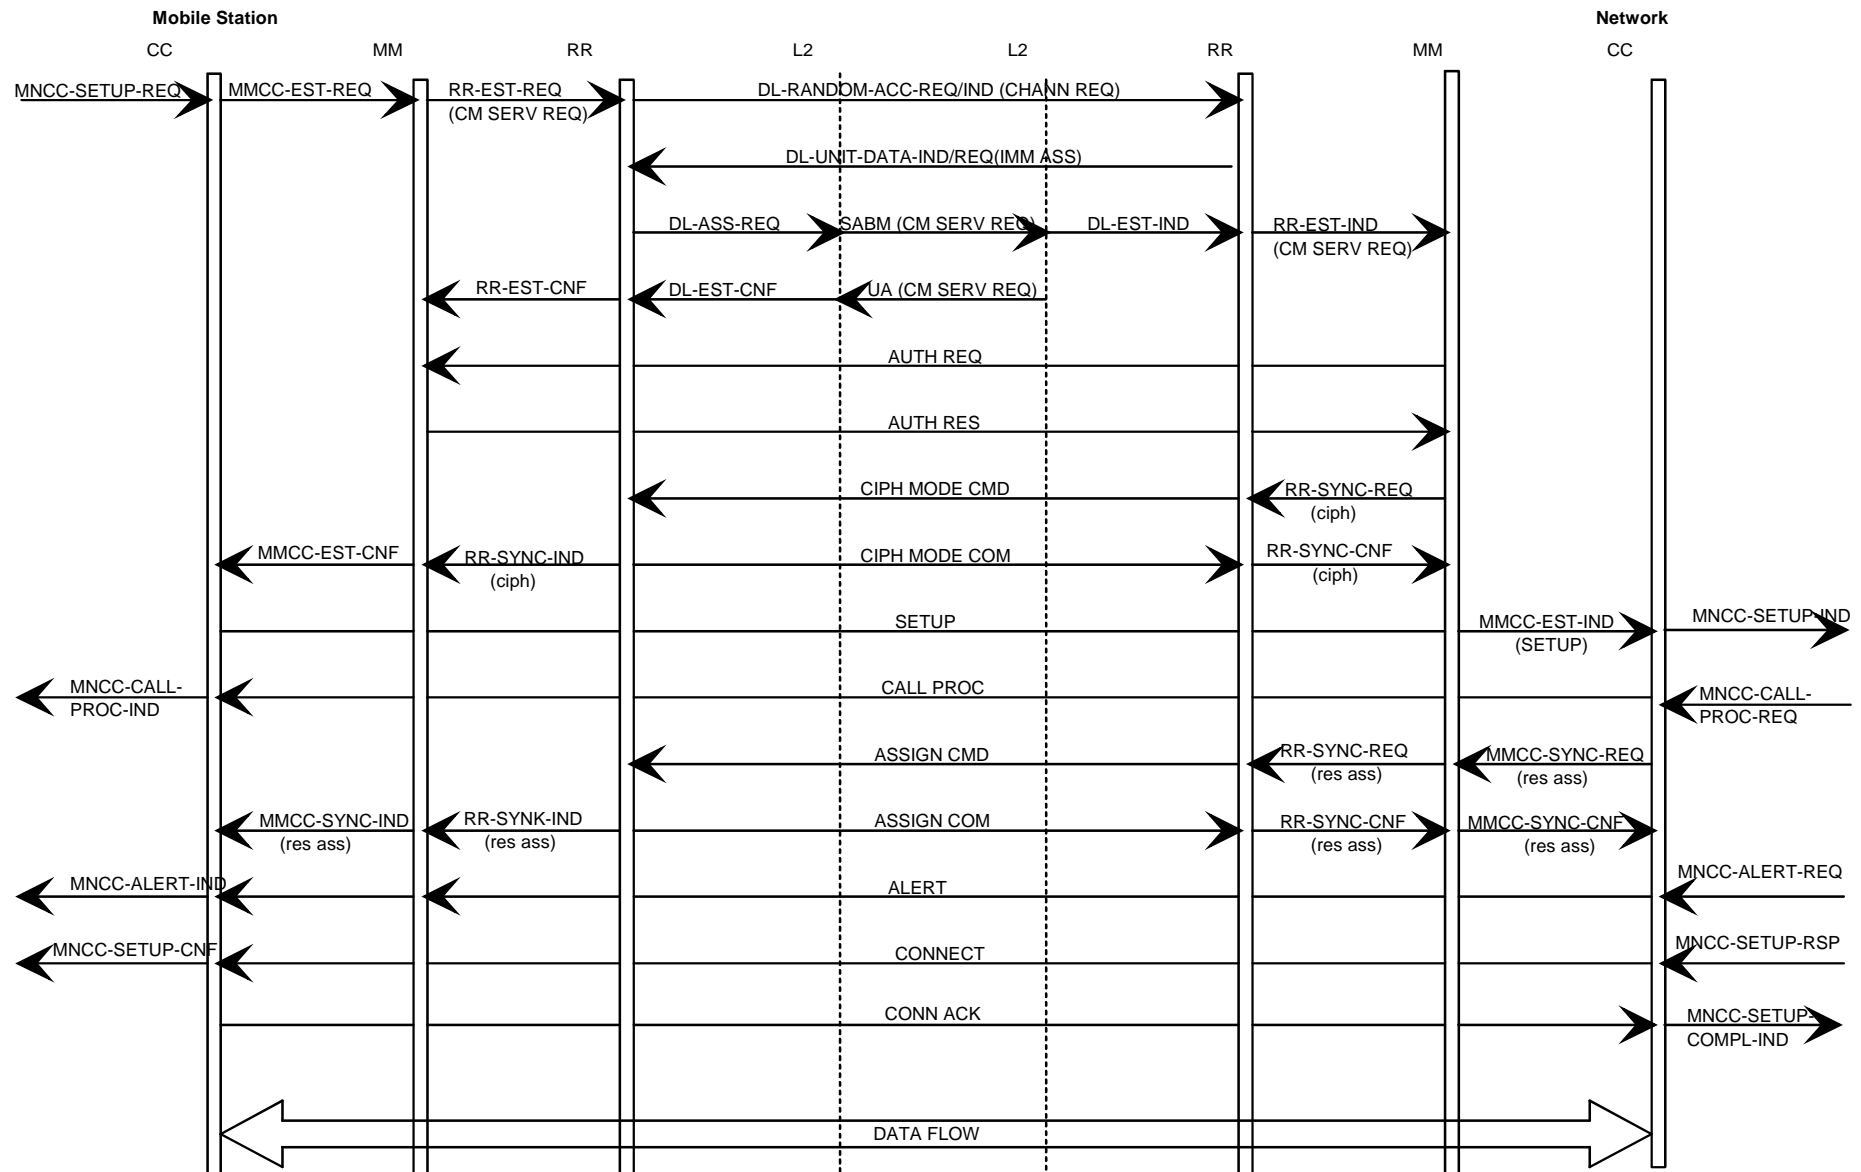 Mobile Station
Network
CC
MM
RR
L2
L2
RR
MM
CC
MNCC-SETUP-REQ
MMCC-EST-REQ
RR-EST-REQ
(CM SERV REQ)
DL-RANDOM-ACC-REQ/IND (CHANN REQ)
DL-UNIT-DATA-IND/REQ(IMM ASS)
DL-ASS-REQ
SABM (CM SERV REQ)
DL-EST-IND
RR-EST-IND
(CM SERV REQ)
RR-EST-CNF
DL-EST-CNF
UA (CM SERV REQ)
AUTH REQ
AUTH RES
CIPH MODE CMD
RR-SYNC-REQ
(ciph)
MMCC-EST-CNF
RR-SYNC-IND
(ciph)
CIPH MODE COM
RR-SYNC-CNF
(ciph)
SETUP
MMCC-EST-IND
(SETUP)
MNCC-SETUP-IND
MNCC-CALL-
PROC-IND
CALL PROC
MNCC-CALL-
PROC-REQ
ASSIGN CMD
RR-SYNC-REQ
(res ass)
MMCC-SYNC-REQ
(res ass)
MMCC-SYNC-IND
(res ass)
RR-SYNK-IND
(res ass)
ASSIGN COM
RR-SYNC-CNF
(res ass)
MMCC-SYNC-CNF
(res ass)
MNCC-ALERT-IND
ALERT
MNCC-ALERT-REQ
MNCC-SETUP-CNF
CONNECT
MNCC-SETUP-RSP
CONN ACK
MNCC-SETUP-
COMPL-IND
DATA FLOW